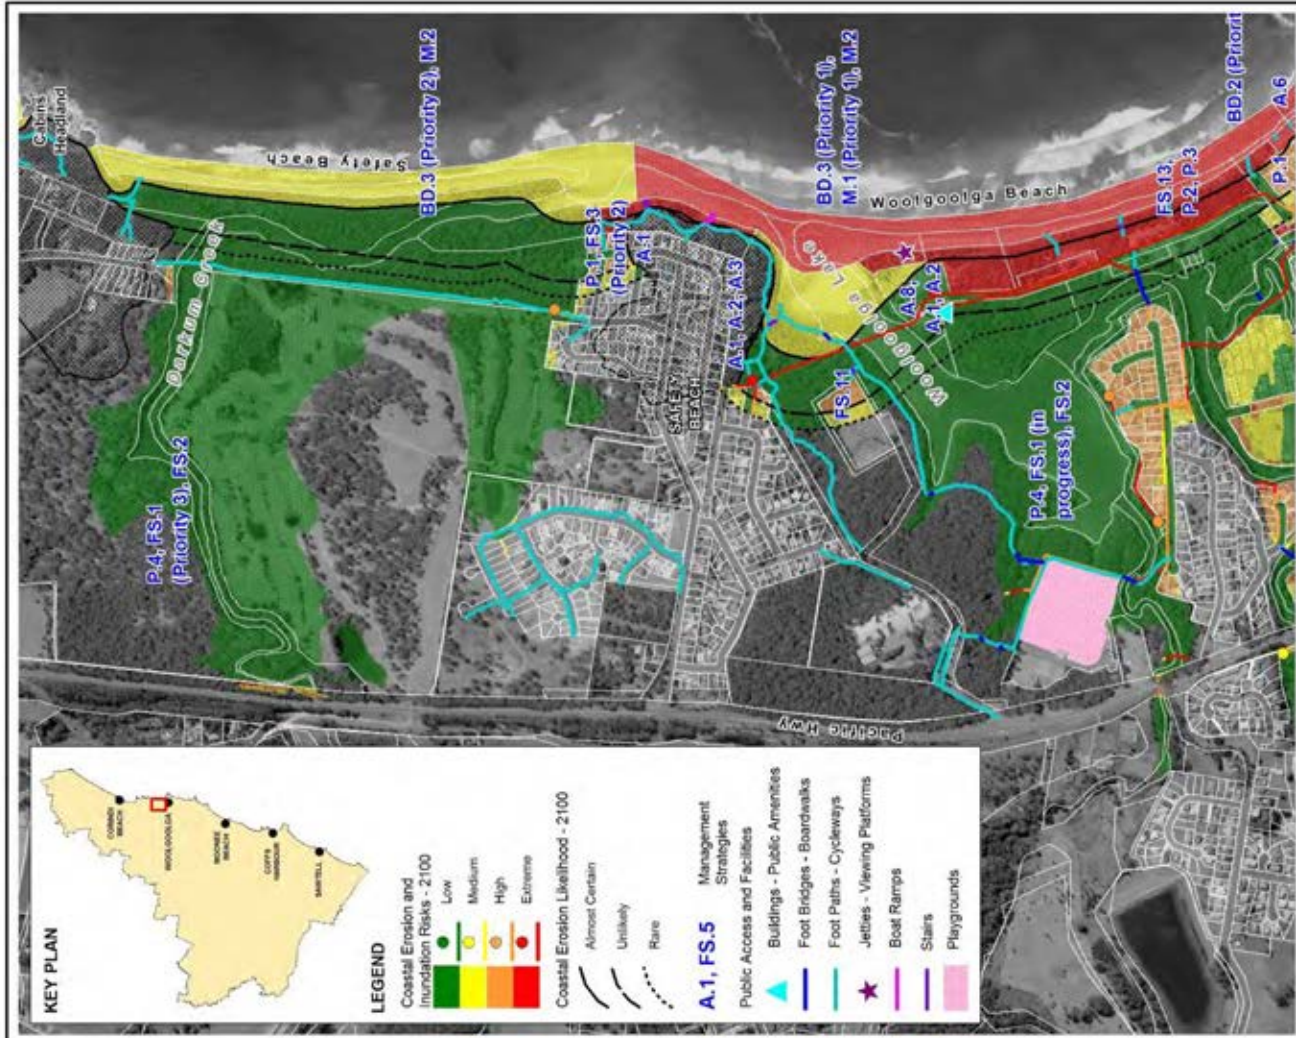 Cabins
Headland
Safety Beach
BD.3 (Priority 2), M.2
Darkum Creek
P.4, FS.1
(Priority 3), FS.2
P.1, FS.3
(Priority 2)
A.1
SAFETY
BEACH
A.1, A.2, A.3
BD.3 (Priority 1),
M.1 (Priority 1), M.2
Woolgoolga Beach
Woolgoolga Lake
Woolgoolga
A.8,
A.1, A.2
FS.11
P.4, FS.1 (in
progress), FS.2
FS.13,
P.2, P.3
BD.2 (Priorit
A.6
P.1
Pacific Hwy
KEY PLAN
CORINDI
BEACH
WOOLGOOLGA
MOONEE
BEACH
COFFS
HARBOUR
SAWTELL
LEGEND
Coastal Erosion and
Inundation Risks - 2100
Low
Medium
High
Extreme
Coastal Erosion Likelihood - 2100
Almost Certain
Unlikely
Rare
A.1, FS.5
Management
Strategies
Public Access and Facilities
Buildings - Public Amenities
Foot Bridges - Boardwalks
Foot Paths - Cycleways
Jetties - Viewing Platforms
Boat Ramps
Stairs
Playgrounds